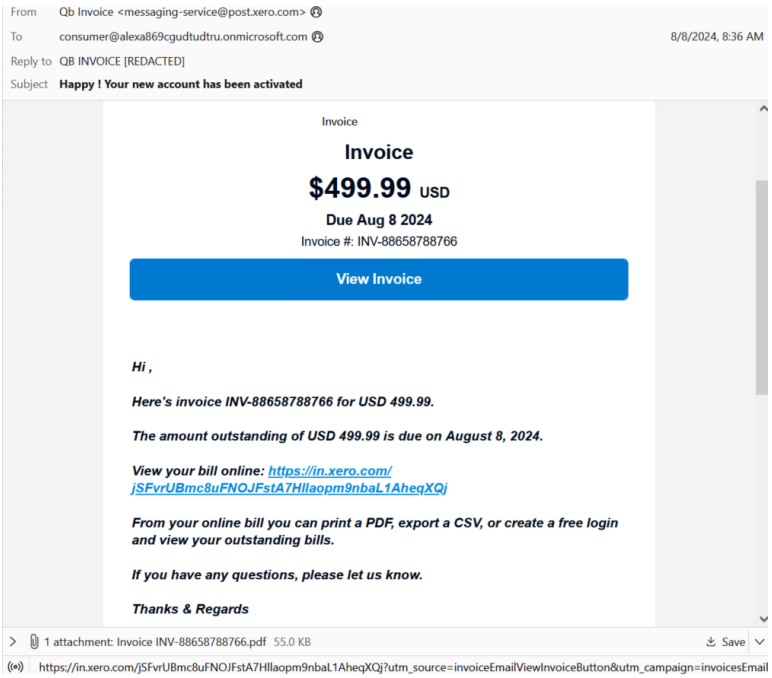 From Qb Invoice <messaging-service@post.xero.com>
To consumer@alexa869cgudtudtru.onmicrosoft.com 8/8/2024, 8:36 AM
Reply to QB INVOICE [REDACTED]
Subject Happy ! Your new account has been activated
Invoice
Invoice
$499.99 USD
Due Aug 8 2024
Invoice #: INV-88658788766
View Invoice
Hi ,
Here's invoice INV-88658788766 for USD 499.99.
The amount outstanding of USD 499.99 is due on August 8, 2024.
View your bill online: https://in.xero.com/
jSFvrUBmc8uFNOJFstA7HIlaopm9nbaL1AheqXQj
From your online bill you can print a PDF, export a CSV, or create a free login
and view your outstanding bills.
If you have any questions, please let us know.
Thanks & Regards
1 attachment: Invoice INV-88658788766.pdf 55.0 KB Save
https://in.xero.com/jSFvrUBmc8uFNOJFstA7HIlaopm9nbaL1AheqXQj?utm_source=invoiceEmailViewInvoiceButton&utm_campaign=invoicesEmail